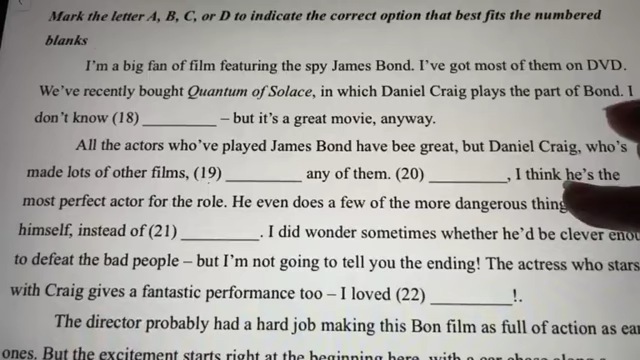 Mark the letter A, B, C, or D to indicate the correct option that best fits the numbered
blanks
I'm a big fan of film featuring the spy James Bond. I've got most of them on DVD.
We've recently bought Quantum of Solace, in which Daniel Craig plays the part of Bond. I
don't know (18) _________ – but it's a great movie, anyway.
All the actors who've played James Bond have bee great, but Daniel Craig, who's
made lots of other films, (19) _________ any of them. (20) _________, I think he's the
most perfect actor for the role. He even does a few of the more dangerous thing
himself, instead of (21) _________. I did wonder sometimes whether he'd be clever
to defeat the bad people – but I'm not going to tell you the ending! The actress who stars
with Craig gives a fantastic performance too – I loved (22) _________!.
The director probably had a hard job making this Bon film as full of action as
ones. But the excitement starts right at the beginning here, with a car